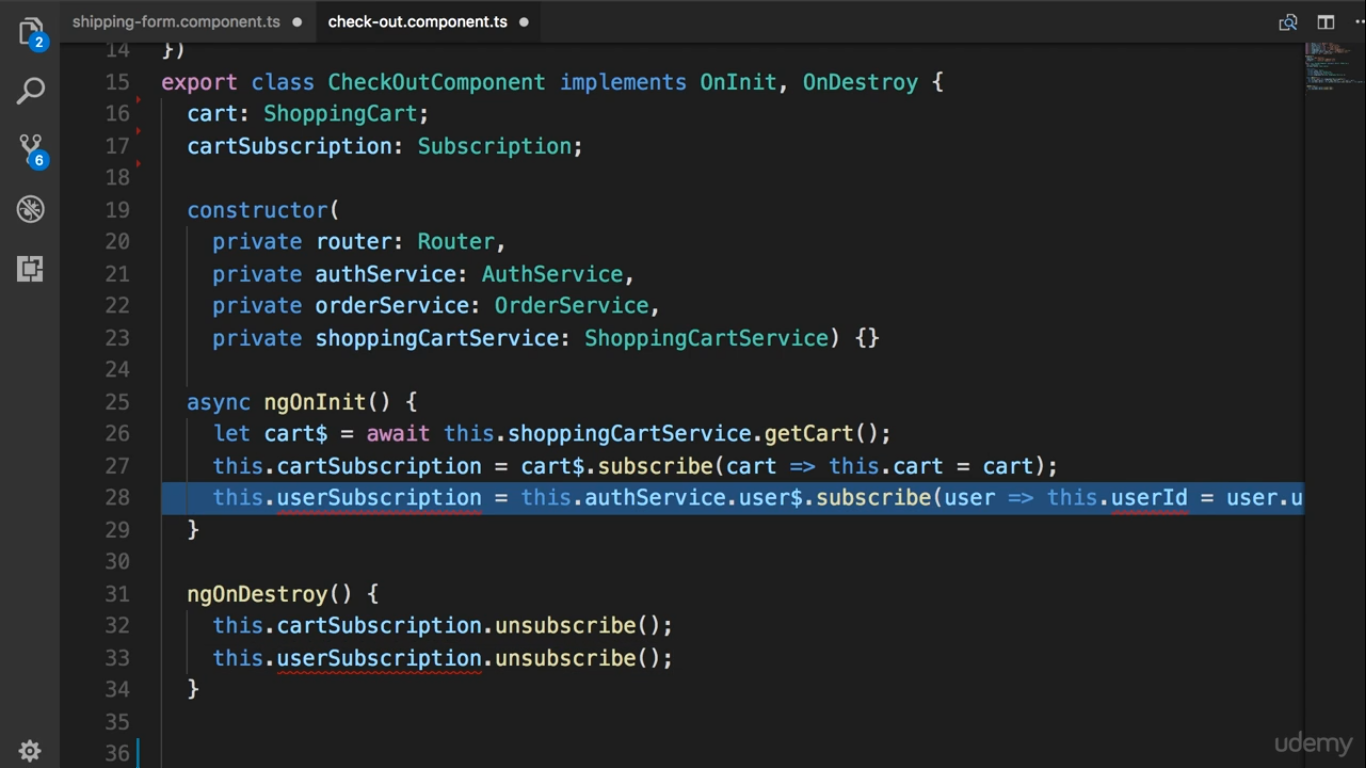 shipping-form.component.ts
check-out.component.ts
2
6
14 })
15 export class CheckOutComponent implements OnInit, OnDestroy {
16 cart: ShoppingCart;
17 cartSubscription: Subscription;
18
19 constructor(
20 private router: Router,
21 private authService: AuthService,
22 private orderService: OrderService,
23 private shoppingCartService: ShoppingCartService) {}
24
25 async ngOnInit() {
26 let cart$ = await this.shoppingCartService.getCart();
27 this.cartSubscription = cart$.subscribe(cart => this.cart = cart);
28 this.userSubscription = this.authService.user$.subscribe(user => this.userId = user.u
29 }
30
31 ngOnDestroy() {
32 this.cartSubscription.unsubscribe();
33 this.userSubscription.unsubscribe();
34 }
35
36
udemy